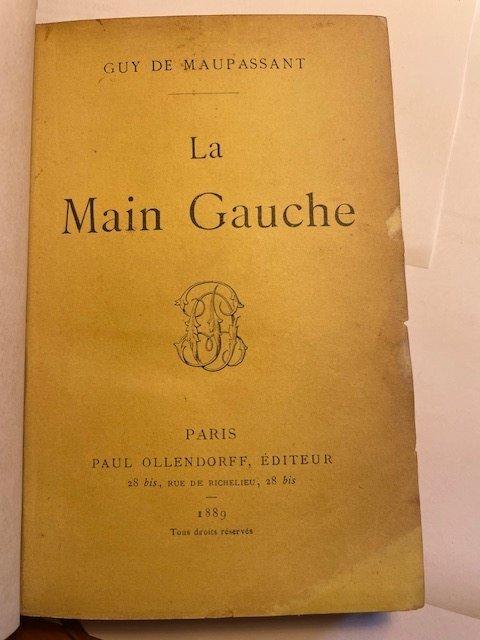 GUY DE MAUPASSANT
La
Main Gauche
PARIS
PAUL OLLENDORFF, ÉDITEUR
28 bis, RUE DE RICHELIEU, 28 bis
1889
Tous droits réservés